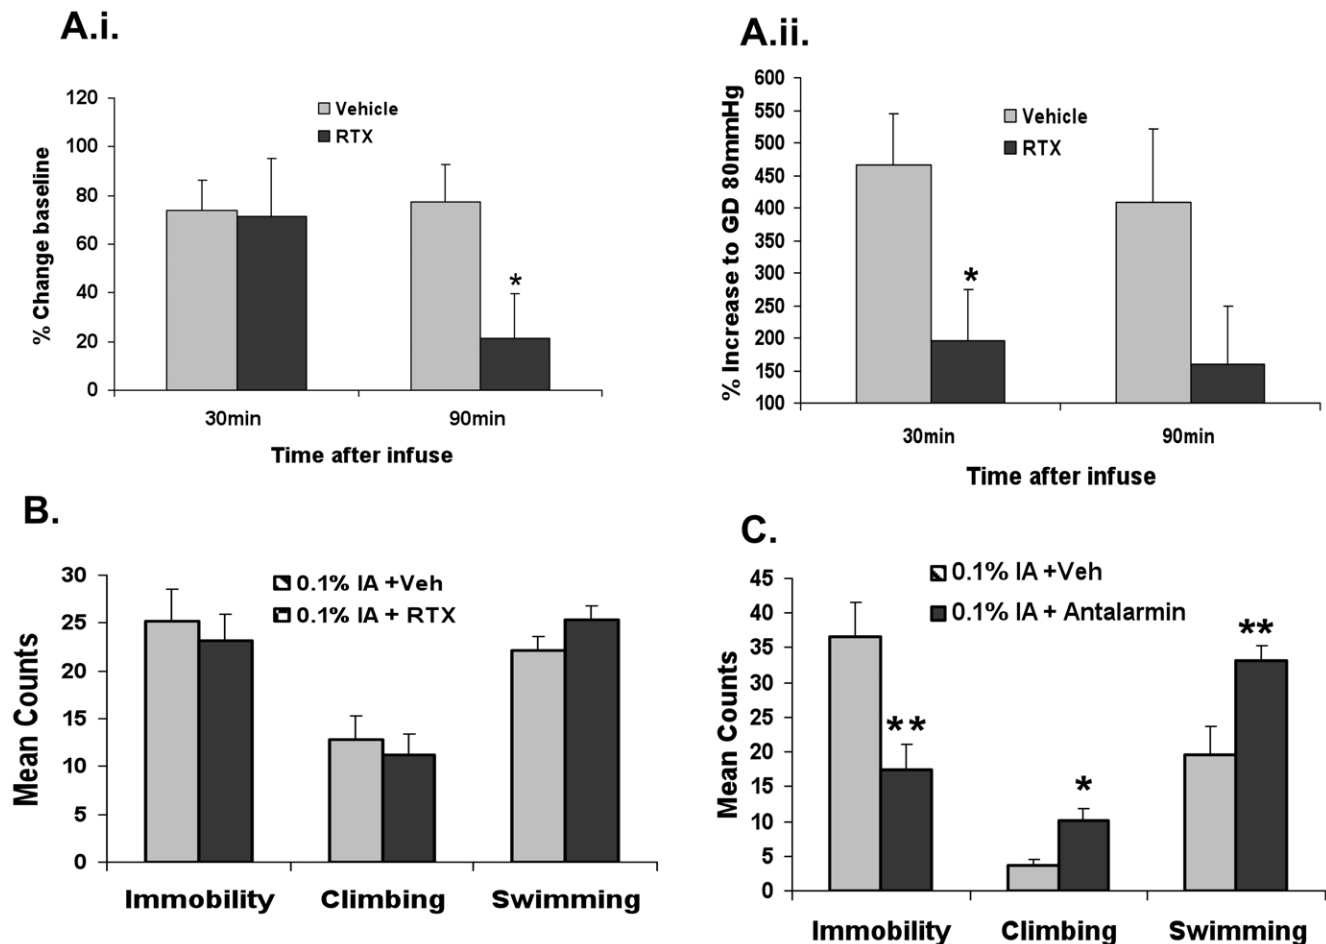 A.i.
% Change baseline
120
100
80
60
40
20
0
Vehicle
RTX
*
30min
90min
Time after infuse
A.ii.
% Increase to GD 80mmHg
600
550
500
450
400
350
300
250
200
150
100
Vehicle
RTX
*
30min
90min
Time after infuse
B.
Mean Counts
30
25
20
15
10
5
0
0.1% IA +Veh
0.1% IA + RTX
Immobility
Climbing
Swimming
C.
Mean Counts
45
40
35
30
25
20
15
10
5
0
0.1% IA +Veh
0.1% IA + Antalarmin
**
*
**
Immobility
Climbing
Swimming